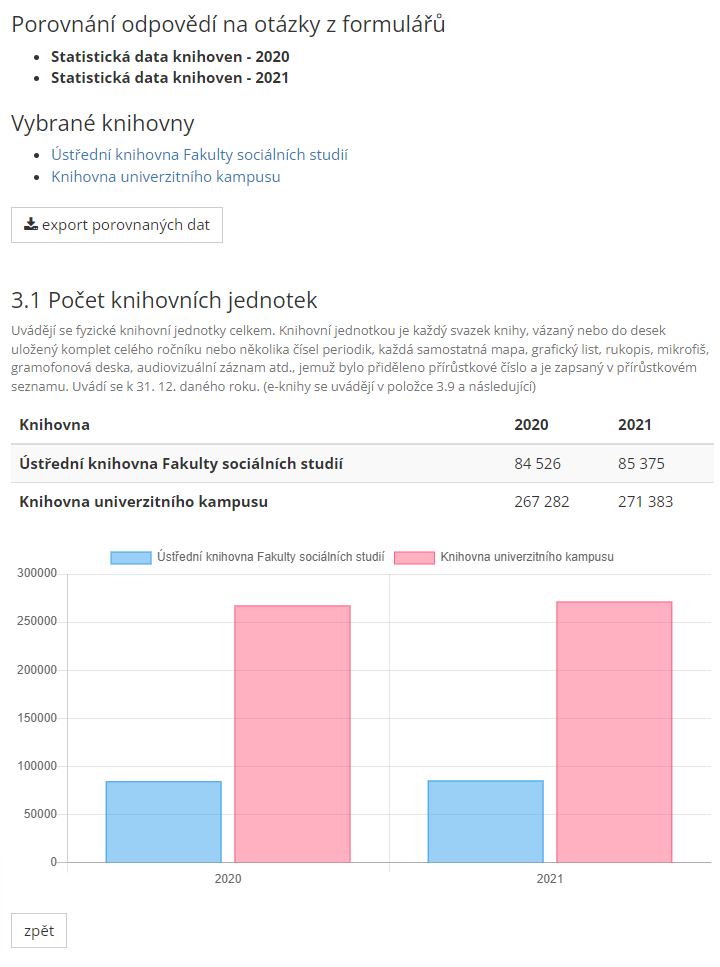 Porovnání odpovědí na otázky z formulářů
Statistická data knihoven - 2020
Statistická data knihoven - 2021
Vybrané knihovny
Ústřední knihovna Fakulty sociálních studií
Knihovna univerzitního kampusu
export porovnaných dat
3.1 Počet knihovních jednotek
Uvádějí se fyzické knihovní jednotky celkem. Knihovní jednotkou je každý svazek knihy, vázaný nebo do desek
uložený komplet celého ročníku nebo několika čísel periodik, každá samostatná mapa, grafický list, rukopis, mikrofiš,
gramofonová deska, audiovizuální záznam atd., jemuž bylo přiděleno přírůstkové číslo a je zapsaný v přírůstkovém
seznamu. Uvádí se k 31. 12. daného roku. (e-knihy se uvádějí v položce 3.9 a následující)
Knihovna 2020 2021
Ústřední knihovna Fakulty sociálních studií 84 526 85 375
Knihovna univerzitního kampusu 267 282 271 383
Ústřední knihovna Fakulty sociálních studií Knihovna univerzitního kampusu
300000
250000
200000
150000
100000
50000
0
2020 2021
zpět